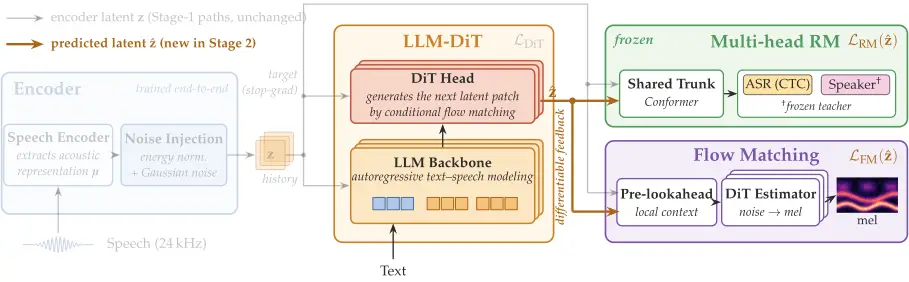 encoder latent z (Stage-1 paths, unchanged)
predicted latent ẑ (new in Stage 2)
Encoder
trained end-to-end
Speech Encoder
extracts acoustic
representation μ
Noise Injection
energy norm.
+ Gaussian noise
Speech (24 kHz)
target
(stop-grad)
z
history
LLM-DiT
ℒDiT
DiT Head
generates the next latent patch
by conditional flow matching
LLM Backbone
autoregressive text–speech modeling
Text
ẑ
differentiable feedback
frozen
Multi-head RM
ℒRM(ẑ)
Shared Trunk
Conformer
ASR (CTC)
Speaker†
†frozen teacher
Flow Matching
ℒFM(ẑ)
Pre-lookahead
local context
DiT Estimator
noise → mel
mel